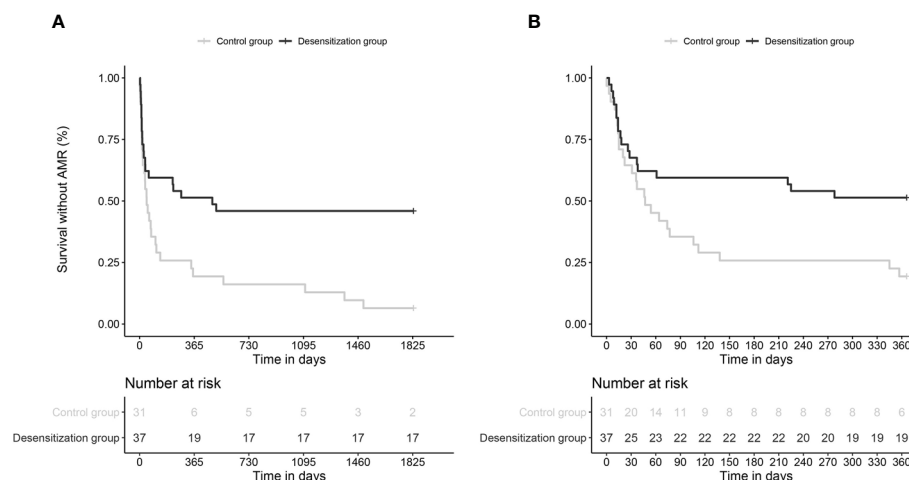 A
Control group Desensitization group
Survival without AMR (%)
1.00
0.75
0.50
0.25
0.00
0 365 730 1095 1460 1825
Time in days
Number at risk
Control group 31 6 5 5 3 2
Desensitization group 37 19 17 17 17 17
0 365 730 1095 1460 1825
Time in days
B
Control group Desensitization group
1.00
0.75
0.50
0.25
0.00
0 30 60 90 120 150 180 210 240 270 300 330 360
Time in days
Number at risk
Control group 31 20 14 11 9 8 8 8 8 8 8 8 6
Desensitization group 37 25 23 22 22 22 22 22 20 20 19 19 19
0 30 60 90 120 150 180 210 240 270 300 330 360
Time in days